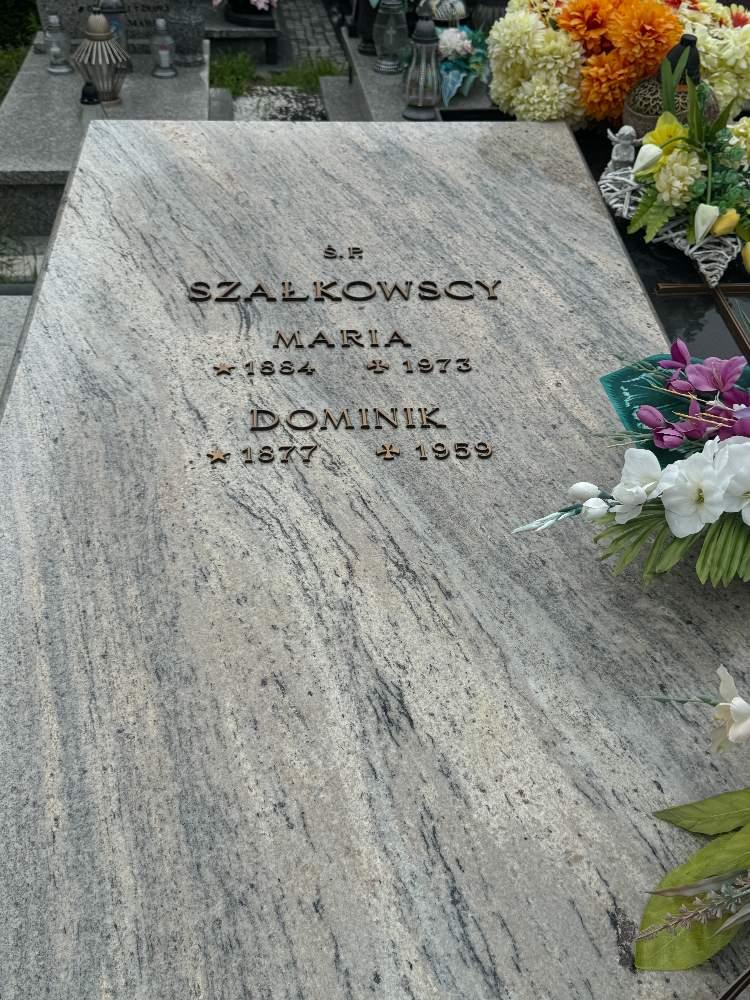 Ś.P.
SZAŁKOWSCY
MARIA
★ 1884 ✠ 1973
DOMINIK
★ 1877 ✠ 1959